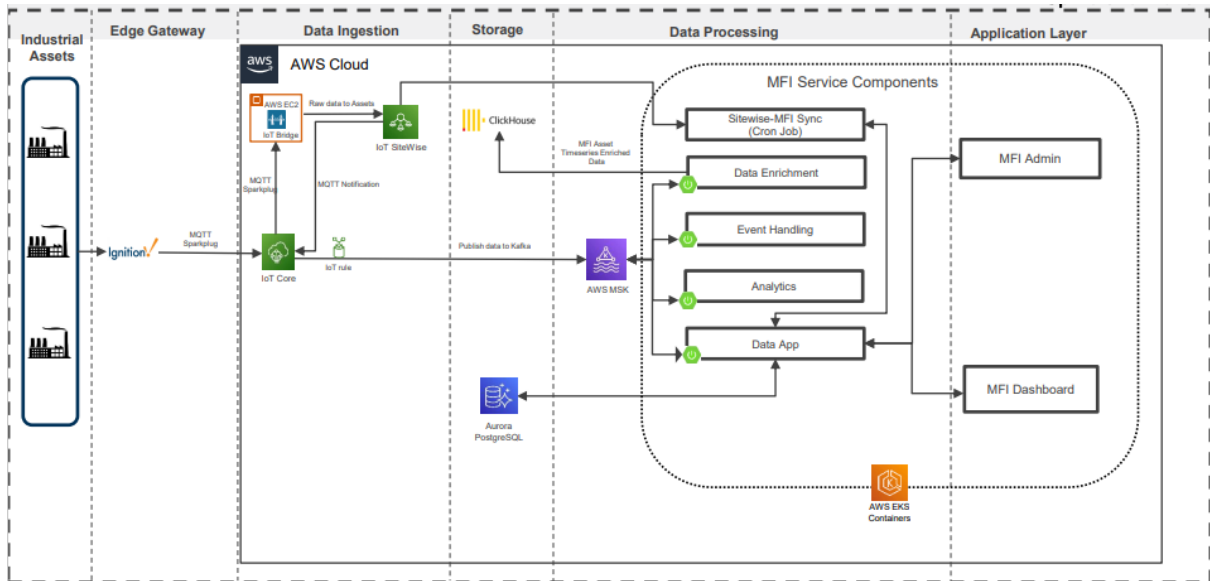 Industrial
Assets
Edge Gateway
Data Ingestion
Storage
Data Processing
Application Layer
aws
AWS Cloud
MFI Service Components
AWS EC2
IoT Bridge
Raw data to Assets
IoT SiteWise
ClickHouse
Sitewise-MFI Sync
(Cron Job)
MFI Admin
MFI Asset
Timeseries Enriched
Data
Data Enrichment
MQTT
Sparkplug
MQTT Notification
Event Handling
Ignition
MQTT
Sparkplug
IoT Core
IoT rule
Publish data to Kafka
AWS MSK
Analytics
Data App
MFI Dashboard
Aurora
PostgreSQL
AWS EKS
Containers